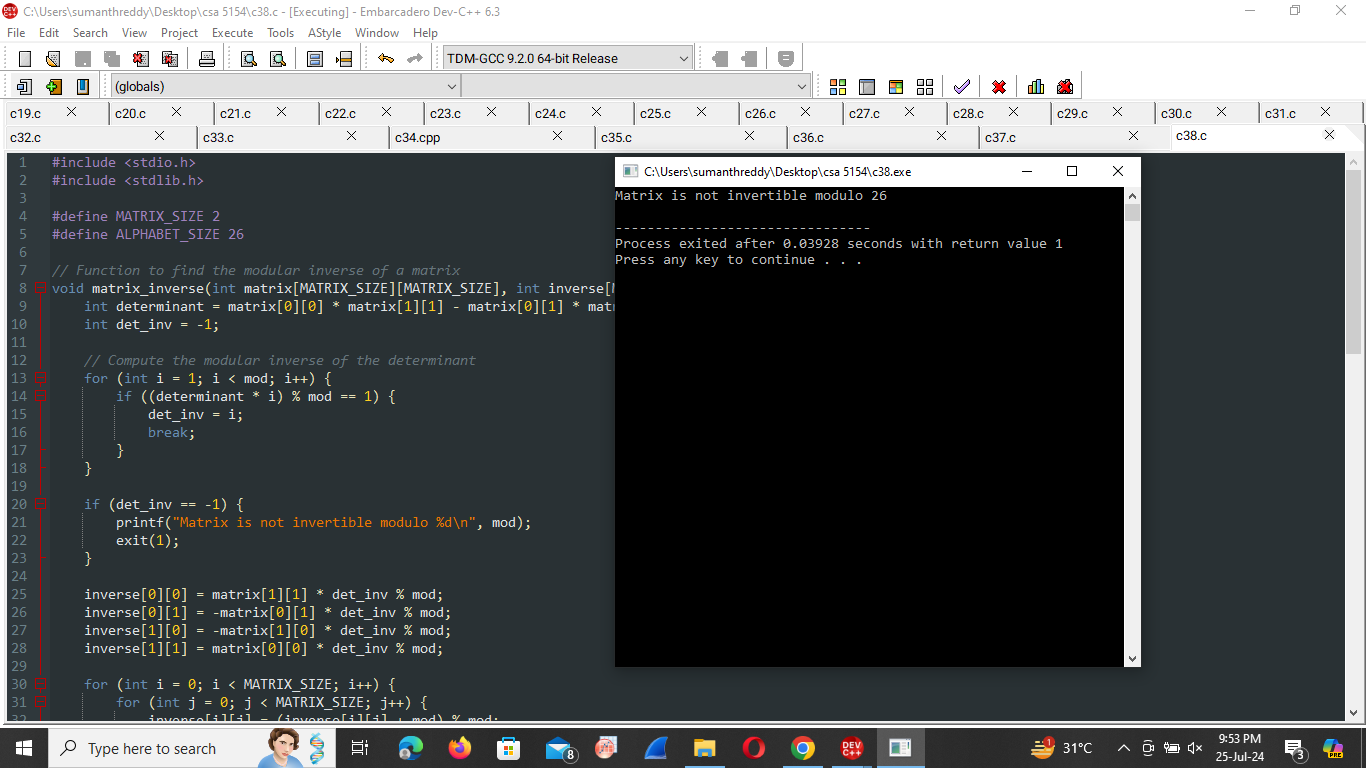 C:\Users\sumanthreddy\Desktop\csa 5154\c38.c - [Executing] - Embarcadero Dev-C++ 6.3
File Edit Search View Project Execute Tools AStyle Window Help
TDM-GCC 9.2.0 64-bit Release
(globals)
c19.c c20.c c21.c c22.c c23.c c24.c c25.c c26.c c27.c c28.c c29.c c30.c c31.c
c32.c c33.c c34.cpp c35.c c36.c c37.c c38.c
1 #include <stdio.h>
2 #include <stdlib.h>
3
4 #define MATRIX_SIZE 2
5 #define ALPHABET_SIZE 26
6
7 // Function to find the modular inverse of a matrix
8 void matrix_inverse(int matrix[MATRIX_SIZE][MATRIX_SIZE], int inverse[
9 int determinant = matrix[0][0] * matrix[1][1] - matrix[0][1] * mat
10 int det_inv = -1;
11
12 // Compute the modular inverse of the determinant
13 for (int i = 1; i < mod; i++) {
14 if ((determinant * i) % mod == 1) {
15 det_inv = i;
16 break;
17 }
18 }
19
20 if (det_inv == -1) {
21 printf("Matrix is not invertible modulo %d\n", mod);
22 exit(1);
23 }
24
25 inverse[0][0] = matrix[1][1] * det_inv % mod;
26 inverse[0][1] = -matrix[0][1] * det_inv % mod;
27 inverse[1][0] = -matrix[1][0] * det_inv % mod;
28 inverse[1][1] = matrix[0][0] * det_inv % mod;
29
30 for (int i = 0; i < MATRIX_SIZE; i++) {
31 for (int j = 0; j < MATRIX_SIZE; j++) {
32 inverse[i][j] = (inverse[i][j] + mod) % mod;
C:\Users\sumanthreddy\Desktop\csa 5154\c38.exe
Matrix is not invertible modulo 26
--------------------------------
Process exited after 0.03928 seconds with return value 1
Press any key to continue . . .
Type here to search
8
DEV
C++
1
31°C
9:53 PM
25-Jul-24
3
PRE